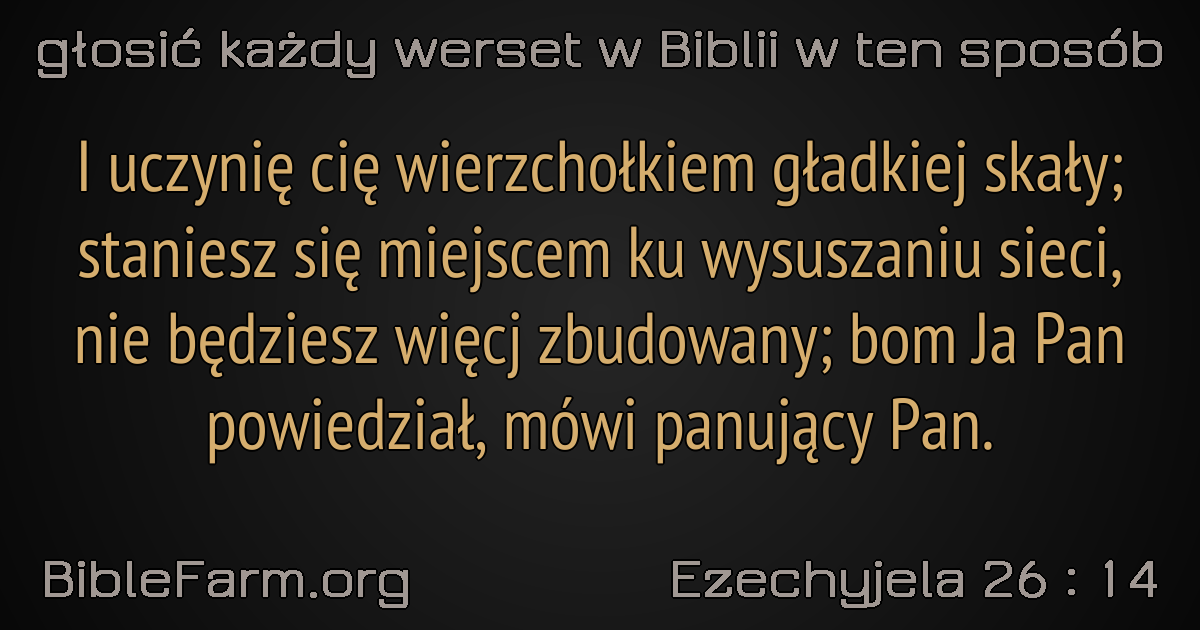 głosić każdy werset w Biblii w ten sposób
I uczynię cię wierzchołkiem gładkiej skały;
staniesz się miejscem ku wysuszaniu sieci,
nie będziesz więcj zbudowany; bom Ja Pan
powiedział, mówi panujący Pan.
BibleFarm.org
Ezechyjela 26 : 14